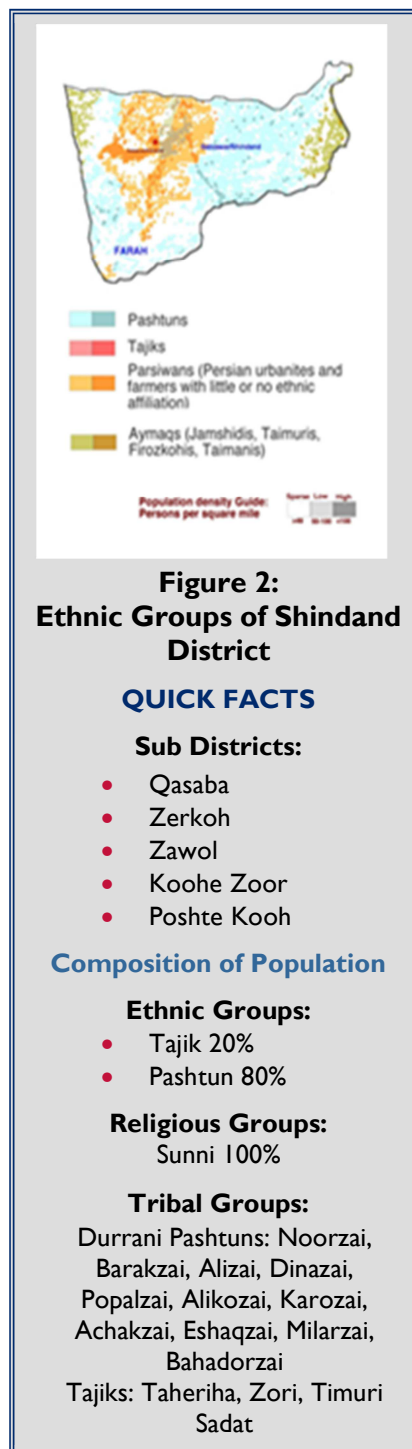 FARAH
Pashtuns
Tajiks
Parsiwans (Persian urbanites and
farmers with little or no ethnic
affiliation)
Aymaqs (Jamshidis, Taimuris,
Firozkohis, Taimanis)
Population density Guide:
Persons per square mile
Sparse Low High
Figure 2:
Ethnic Groups of Shindand
District
QUICK FACTS
Sub Districts:
• Qasaba
• Zerkoh
• Zawol
• Koohe Zoor
• Poshte Kooh
Composition of Population
Ethnic Groups:
• Tajik 20%
• Pashtun 80%
Religious Groups:
Sunni 100%
Tribal Groups:
Durrani Pashtuns: Noorzai,
Barakzai, Alizai, Dinazai,
Popalzai, Alikozai, Karozai,
Achakzai, Eshaqzai, Milarzai,
Bahadorzai
Tajiks: Taheriha, Zori, Timuri
Sadat